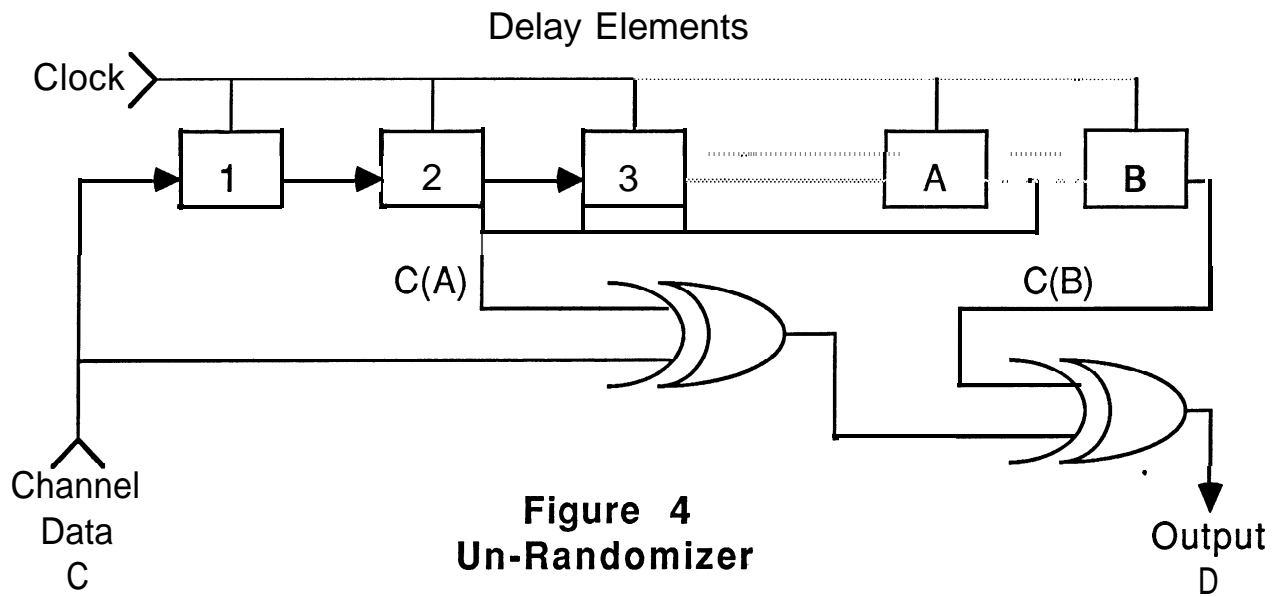 Delay Elements
Clock
1
2
3
A
B
C(A)
C(B)
Channel
Data
C
Output
D
Figure 4
Un-Randomizer